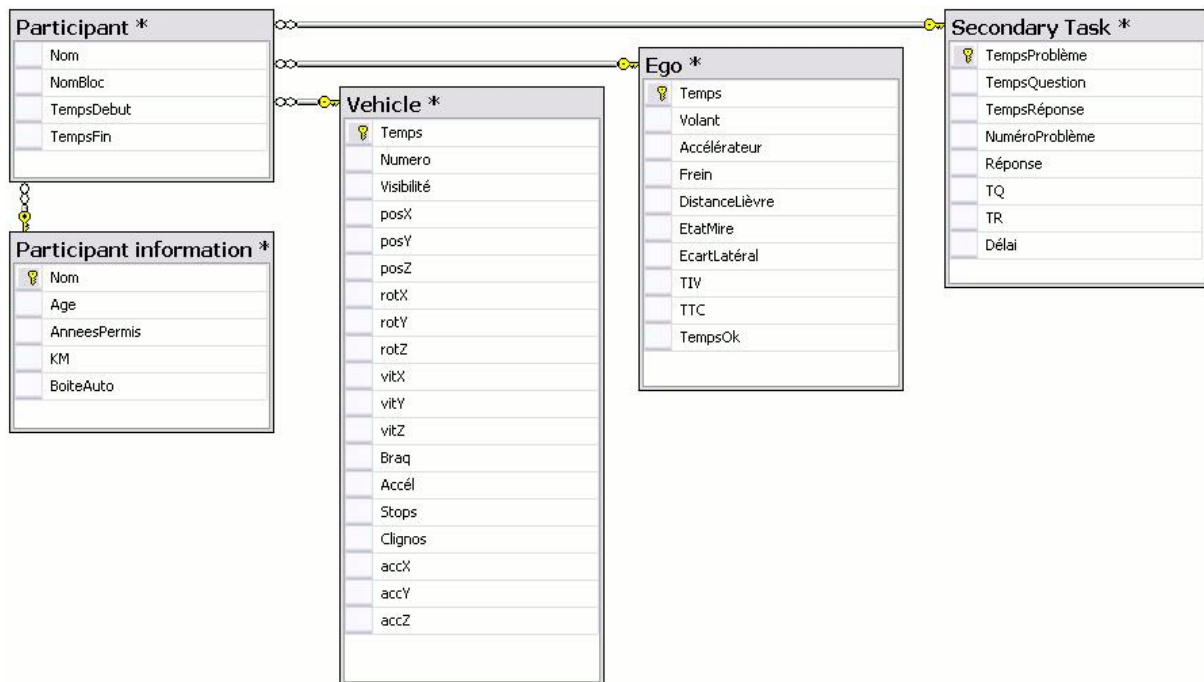 Participant *
Nom
NomBloc
TempsDebut
TempsFin
Participant information *
Nom
Age
AnneesPermis
KM
BoiteAuto
Vehicle *
Temps
Numero
Visibilité
posX
posY
posZ
rotX
rotY
rotZ
vitX
vitY
vitZ
Braq
Accél
Stops
Clignos
accX
accY
accZ
Ego *
Temps
Volant
Accélérateur
Frein
DistanceLièvre
EtatMire
EcartLatéral
TIV
TTC
TempsOk
Secondary Task *
TempsProblème
TempsQuestion
TempsRéponse
NuméroProblème
Réponse
TQ
TR
Délai